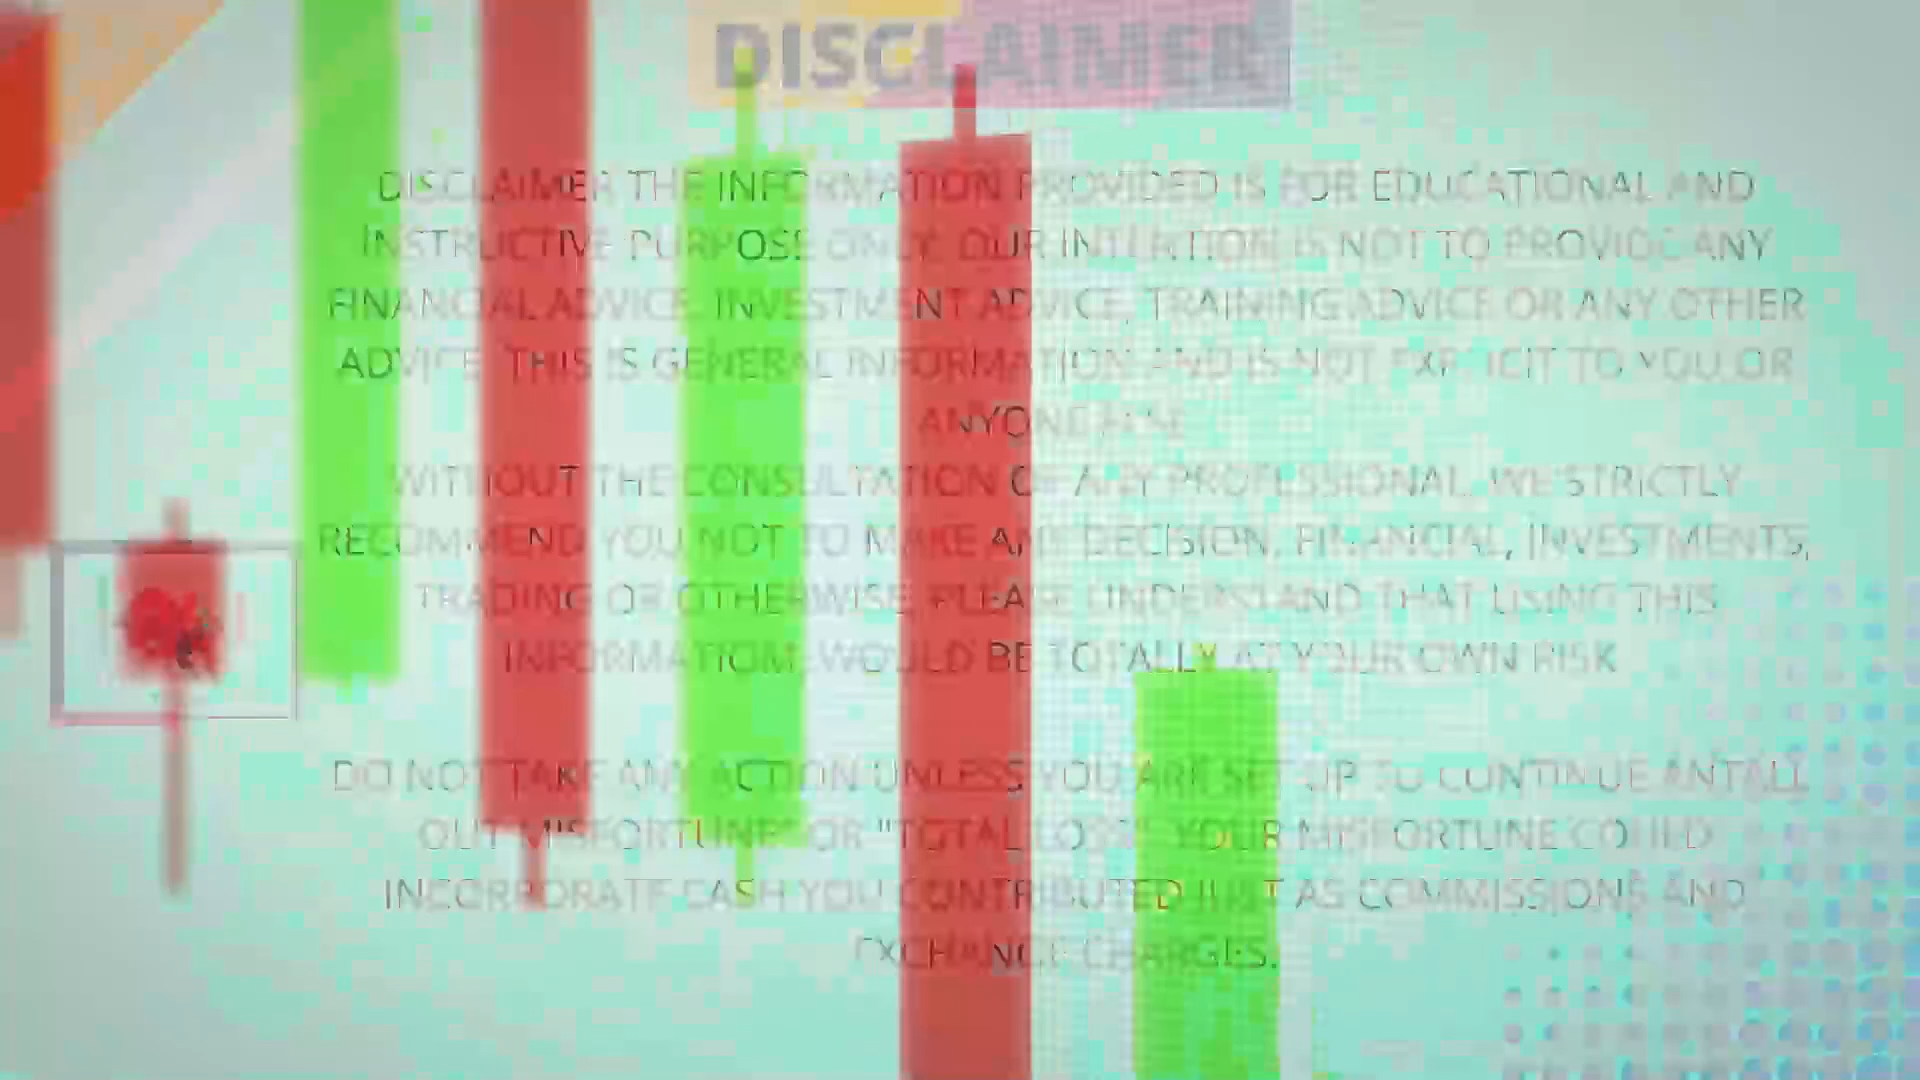 DISCLAIMER
DISCLAIMER THE INFORMATION PROVIDED IS FOR EDUCATIONAL AND
INSTRUCTIVE PURPOSE ONLY. OUR INTENTION IS NOT TO PROVIDE ANY
FINANCIAL ADVICE, INVESTMENT ADVICE, TRAINING ADVICE OR ANY OTHER
ADVICE. THIS IS GENERAL INFORMATION AND IS NOT EXPLICIT TO YOU OR
ANYONE ELSE
WITHOUT THE CONSULTATION OF ANY PROFESSIONAL, WE STRICTLY
RECOMMEND YOU NOT TO MAKE ANY DECISION, FINANCIAL, INVESTMENTS,
TRADING OR OTHERWISE. PLEASE UNDERSTAND THAT USING THIS
INFORMATION WOULD BE TOTALLY AT YOUR OWN RISK
DO NOT TAKE ANY ACTION UNLESS YOU ARE SET UP TO CONTINUE ANTALL
OUT MISFORTUNE" OR "TOTAL LOSS". YOUR MISFORTUNE COULD
INCORPORATE CASH YOU CONTRIBUTED JUST AS COMMISSIONS AND
EXCHANGE CHARGES.